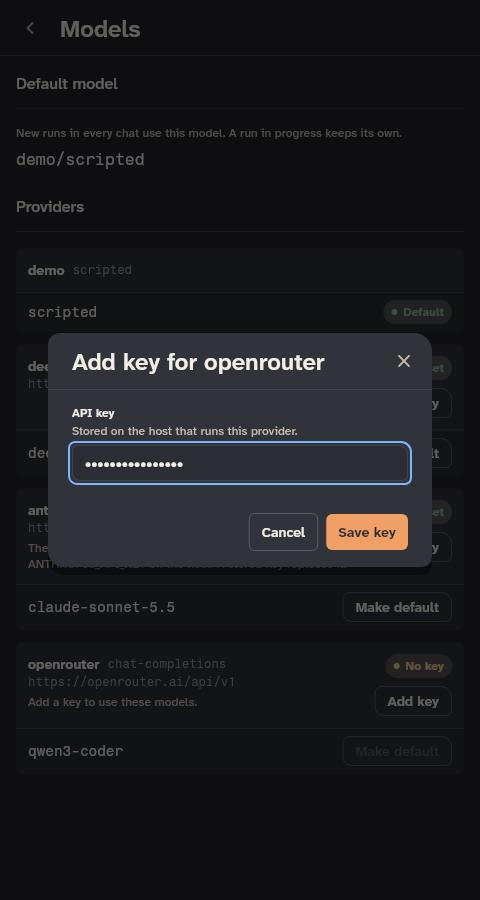 Models
Default model
New runs in every chat use this model. A run in progress keeps its own.
demo/scripted
Providers
demo scripted
scripted
Default
Add key for openrouter
API key
Stored on the host that runs this provider.
••••••••••••••••
Cancel
Save key
claude-sonnet-5.5
Make default
openrouter chat-completions
No key
https://openrouter.ai/api/v1
Add a key to use these models.
Add key
qwen3-coder
Make default